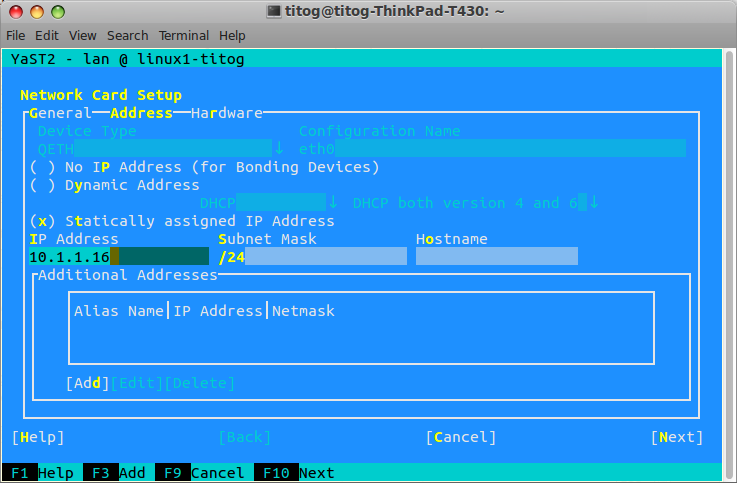 titog@titog-ThinkPad-T430: ~
File Edit View Search Terminal Help
YaST2 - lan @ linux1-titog
Network Card Setup
General Address Hardware
Device Type Configuration Name
QETH ↓ eth0
( ) No IP Address (for Bonding Devices)
( ) Dynamic Address
DHCP ↓ DHCP both version 4 and 6 ↓
(x) Statically assigned IP Address
IP Address Subnet Mask Hostname
10.1.1.16 /24
Additional Addresses
Alias Name IP Address Netmask
[Add][Edit][Delete]
[Help] [Back] [Cancel] [Next]
F1 Help F3 Add F9 Cancel F10 Next